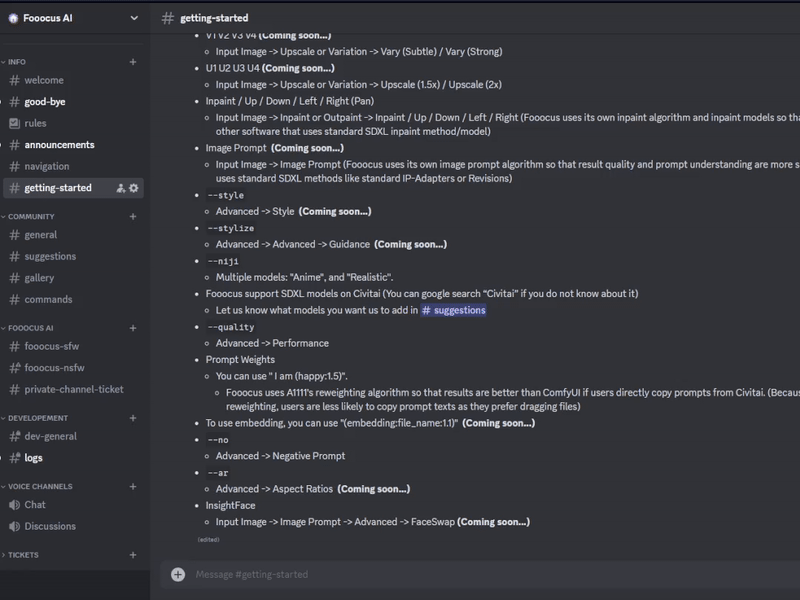 Fooocus AI
# getting-started
INFO
# welcome
# good-bye
rules
# announcements
# navigation
# getting-started
COMMUNITY
# general
# suggestions
# gallery
# commands
FOOOCUS AI
# fooocus-sfw
# fooocus-nsfw
# private-channel-ticket
DEVELOPEMENT
# dev-general
# logs
VOICE CHANNELS
Chat
Discussions
TICKETS
V1 V2 V3 V4 (Coming soon...)
Input Image -> Upscale or Variation -> Vary (Subtle) / Vary (Strong)
U1 U2 U3 U4 (Coming soon...)
Input Image -> Upscale or Variation -> Upscale (1.5x) / Upscale (2x)
Inpaint / Up / Down / Left / Right (Pan)
Input Image -> Inpaint or Outpaint -> Inpaint / Up / Down / Left / Right (Fooocus uses its own inpaint algorithm and inpaint models so tha
other software that uses standard SDXL inpaint method/model)
Image Prompt (Coming soon...)
Input Image -> Image Prompt (Fooocus uses its own image prompt algorithm so that result quality and prompt understanding are more s
uses standard SDXL methods like standard IP-Adapters or Revisions)
--style
Advanced -> Style (Coming soon...)
--stylize
Advanced -> Advanced -> Guidance (Coming soon...)
--niji
Multiple models: "Anime", and "Realistic".
Fooocus support SDXL models on Civitai (You can google search “Civitai” if you do not know about it)
Let us know what models you want us to add in # suggestions
--quality
Advanced -> Performance
Prompt Weights
You can use " I am (happy:1.5)".
Fooocus uses A1111's reweighting algorithm so that results are better than ComfyUI if users directly copy prompts from Civitai. (Becaus
reweighting, users are less likely to copy prompt texts as they prefer dragging files)
To use embedding, you can use "(embedding:file_name:1.1)" (Coming soon...)
--no
Advanced -> Negative Prompt
--ar
Advanced -> Aspect Ratios (Coming soon...)
InsightFace
Input Image -> Image Prompt -> Advanced -> FaceSwap (Coming soon...)
(edited)
Message #getting-started